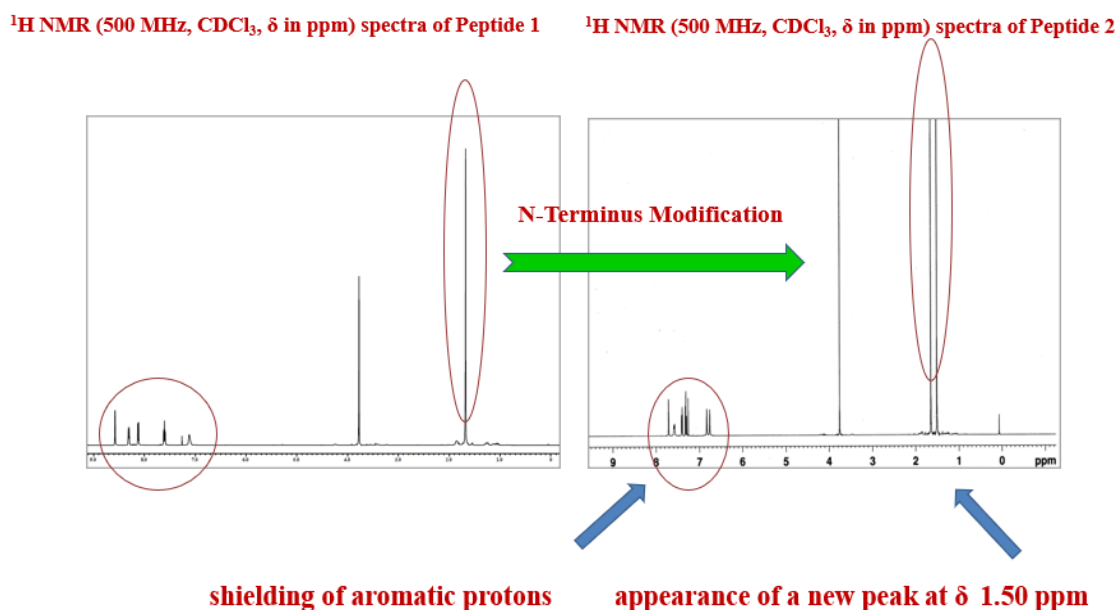 ¹H NMR (500 MHz, CDCl₃, δ in ppm) spectra of Peptide 1
¹H NMR (500 MHz, CDCl₃, δ in ppm) spectra of Peptide 2
N-Terminus Modification
9 8 7 6 5 4 3 2 1 0 ppm
shielding of aromatic protons
appearance of a new peak at δ 1.50 ppm